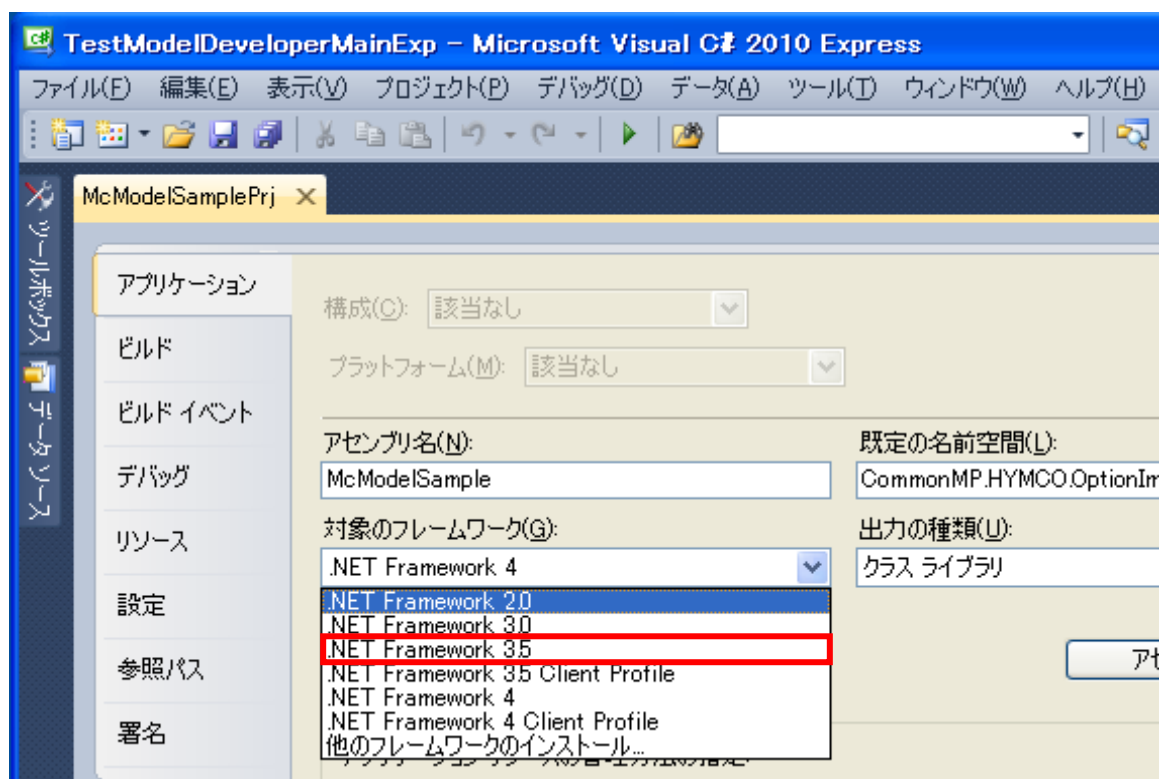 TestModelDeveloperMainExp - Microsoft Visual C# 2010 Express
ファイル(F) 編集(E) 表示(V) プロジェクト(P) デバッグ(D) データ(A) ツール(T) ウィンドウ(W) ヘルプ(H)
McModelSamplePrj
ツールボックス
データ ソース
アプリケーション
ビルド
ビルド イベント
デバッグ
リソース
設定
参照パス
署名
構成(C): 該当なし
プラットフォーム(M): 該当なし
アセンブリ名(N): 既定の名前空間(L):
McModelSample CommonMP.HYMCO.OptionIm
対象のフレームワーク(G): 出力の種類(U):
.NET Framework 4 クラス ライブラリ
.NET Framework 2.0
.NET Framework 3.0
.NET Framework 3.5
.NET Framework 3.5 Client Profile
.NET Framework 4
.NET Framework 4 Client Profile
他のフレームワークのインストール...
アセ